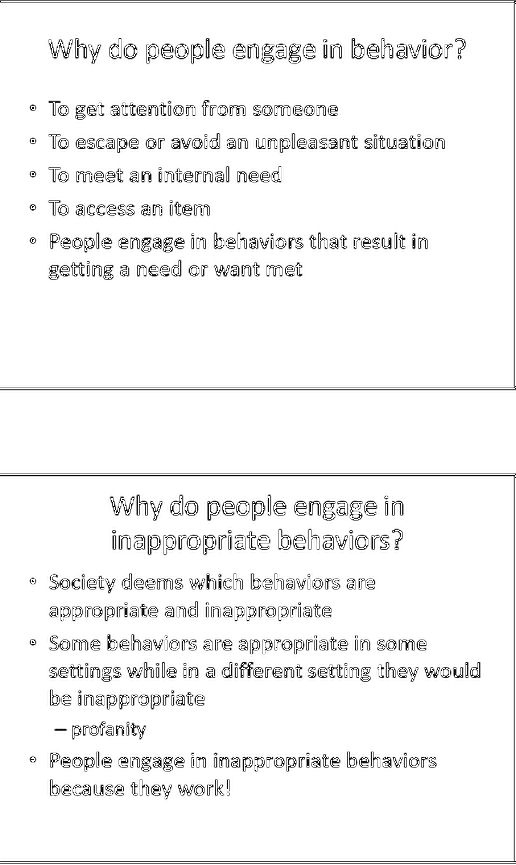 Why do people engage in behavior?
• To get attention from someone
• To escape or avoid an unpleasant situation
• To meet an internal need
• To access an item
• People engage in behaviors that result in
getting a need or want met
Why do people engage in
inappropriate behaviors?
• Society deems which behaviors are
appropriate and inappropriate
• Some behaviors are appropriate in some
settings while in a different setting they would
be inappropriate
– profanity
• People engage in inappropriate behaviors
because they work!